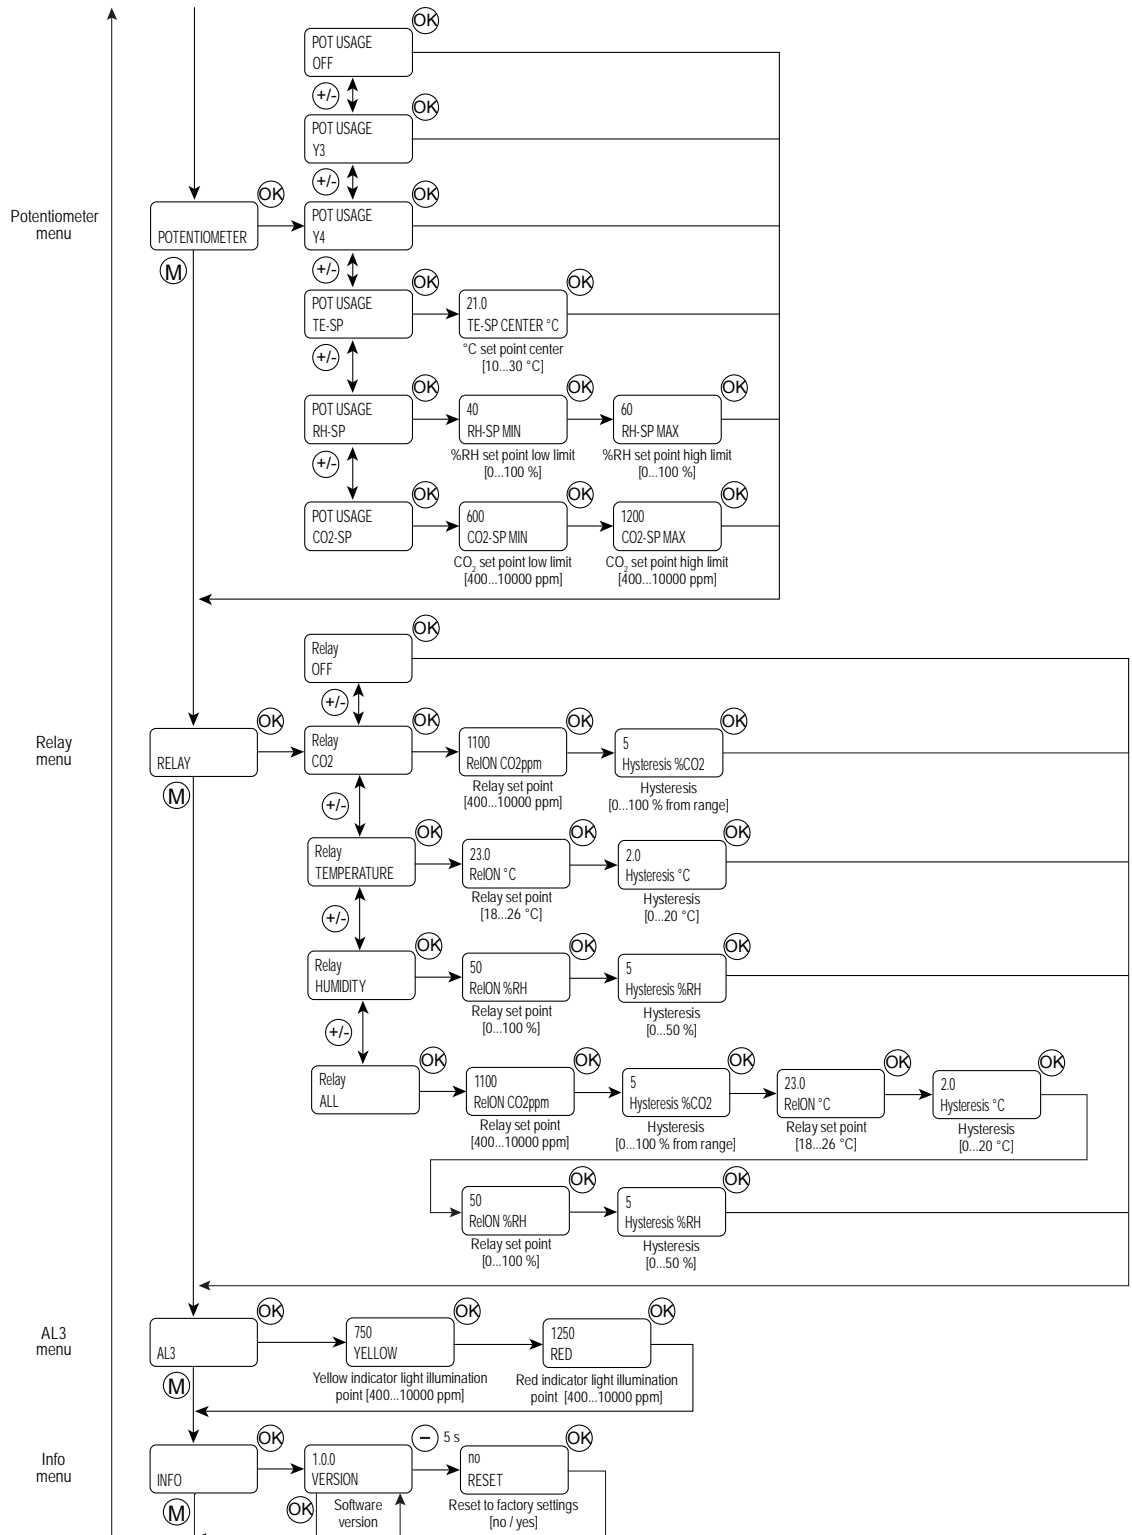 OK
POT USAGE
OFF
+/-
OK
POT USAGE
Y3
+/-
Potentiometer
menu
POTENTIOMETER
OK
M
OK
POT USAGE
Y4
+/-
OK
POT USAGE
TE-SP
OK
21.0
TE-SP CENTER °C
°C set point center
[10...30 °C]
+/-
OK
POT USAGE
RH-SP
OK
40
RH-SP MIN
%RH set point low limit
[0...100 %]
OK
60
RH-SP MAX
%RH set point high limit
[0...100 %]
+/-
OK
POT USAGE
CO2-SP
OK
600
CO2-SP MIN
CO₂ set point low limit
[400...10000 ppm]
OK
1200
CO2-SP MAX
CO₂ set point high limit
[400...10000 ppm]
OK
Relay
OFF
+/-
Relay
menu
OK
RELAY
M
OK
Relay
CO2
OK
1100
RelON CO2ppm
Relay set point
[400...10000 ppm]
OK
5
Hysteresis %CO2
Hysteresis
[0...100 % from range]
+/-
OK
Relay
TEMPERATURE
OK
23.0
RelON °C
Relay set point
[18...26 °C]
OK
2.0
Hysteresis °C
Hysteresis
[0...20 °C]
+/-
OK
Relay
HUMIDITY
OK
50
RelON %RH
Relay set point
[0...100 %]
OK
5
Hysteresis %RH
Hysteresis
[0...50 %]
+/-
OK
Relay
ALL
OK
1100
RelON CO2ppm
Relay set point
[400...10000 ppm]
OK
5
Hysteresis %CO2
Hysteresis
[0...100 % from range]
OK
23.0
RelON °C
Relay set point
[18...26 °C]
OK
2.0
Hysteresis °C
Hysteresis
[0...20 °C]
OK
50
RelON %RH
Relay set point
[0...100 %]
OK
5
Hysteresis %RH
Hysteresis
[0...50 %]
AL3
menu
OK
AL3
M
OK
750
YELLOW
Yellow indicator light illumination
point [400...10000 ppm]
OK
1250
RED
Red indicator light illumination
point [400...10000 ppm]
Info
menu
OK
INFO
M
− 5 s
1.0.0
VERSION
OK
Software
version
OK
no
RESET
Reset to factory settings
[no / yes]